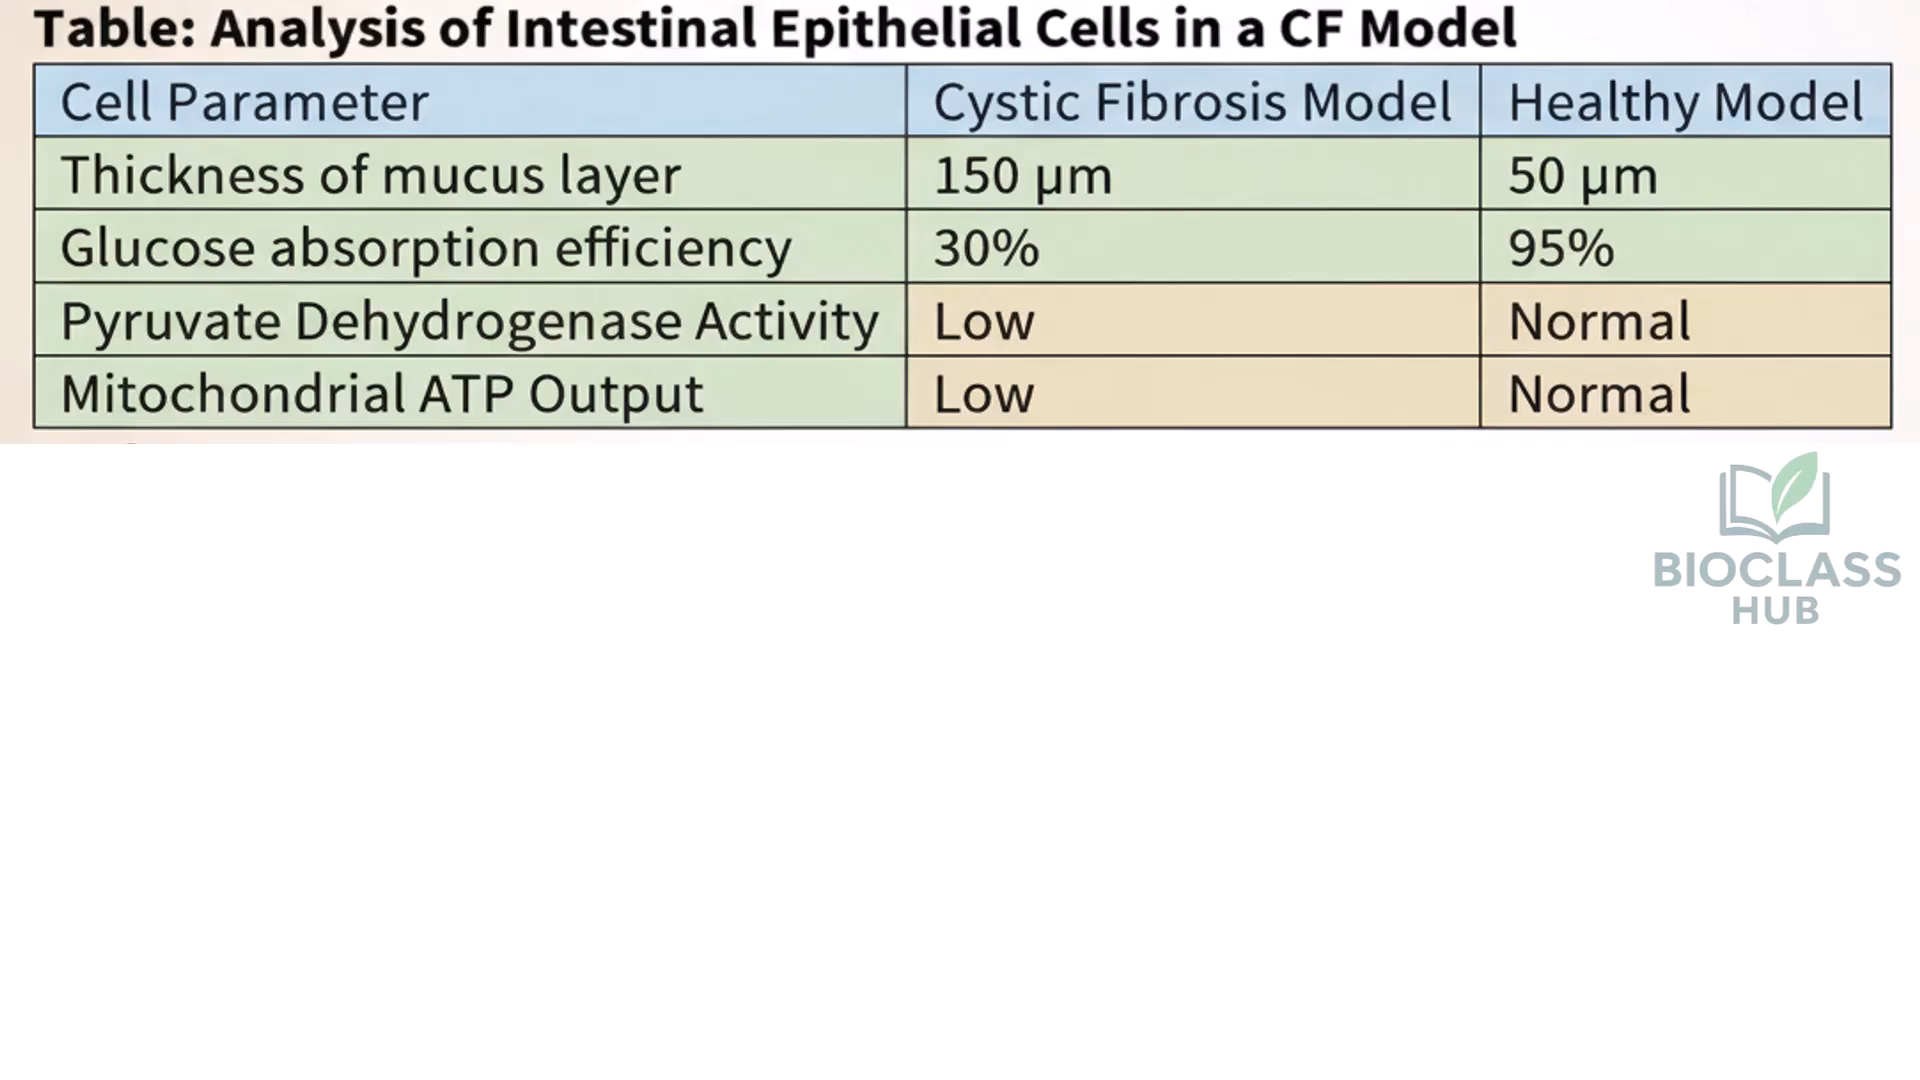 Table: Analysis of Intestinal Epithelial Cells in a CF Model
Cell Parameter Cystic Fibrosis Model Healthy Model
Thickness of mucus layer 150 µm 50 µm
Glucose absorption efficiency 30% 95%
Pyruvate Dehydrogenase Activity Low Normal
Mitochondrial ATP Output Low Normal
BIOCLASS
HUB